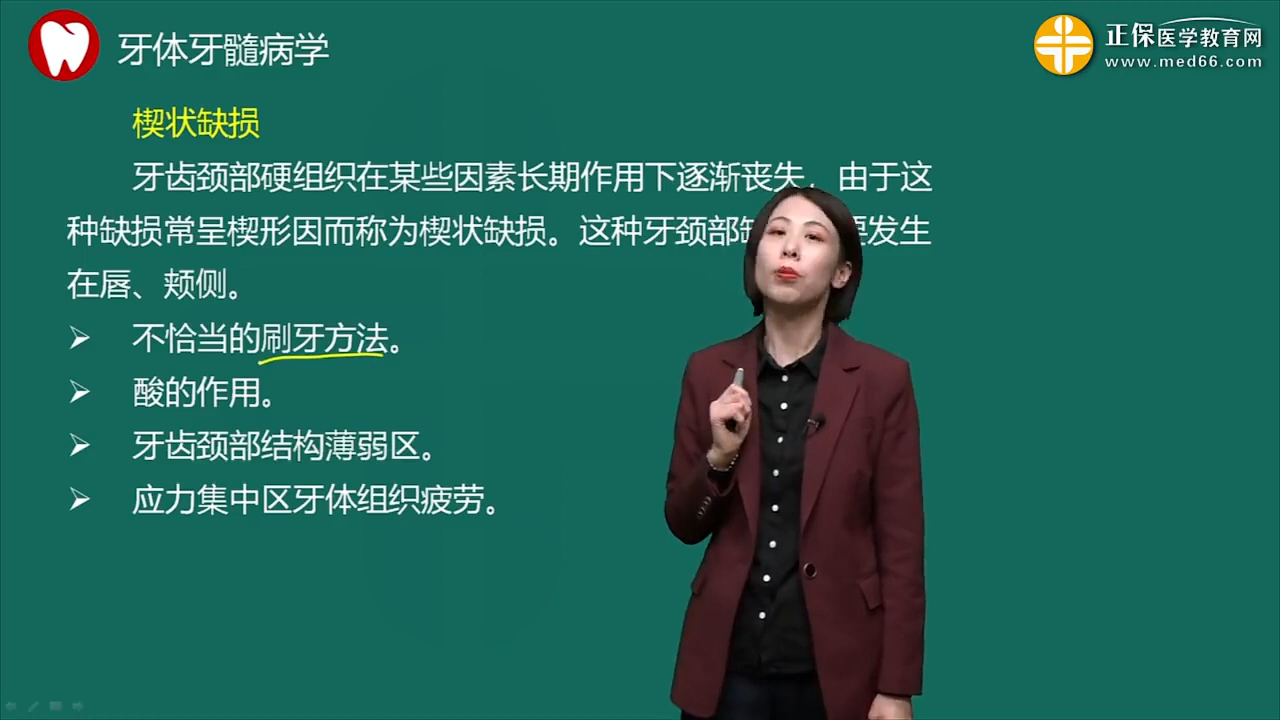 牙体牙髓病学
正保医学教育网
www.med66.com
楔状缺损
牙齿颈部硬组织在某些因素长期作用下逐渐丧失，由于这
种缺损常呈楔形因而称为楔状缺损。这种牙颈部 发生
在唇、颊侧。
➢ 不恰当的刷牙方法。
➢ 酸的作用。
➢ 牙齿颈部结构薄弱区。
➢ 应力集中区牙体组织疲劳。